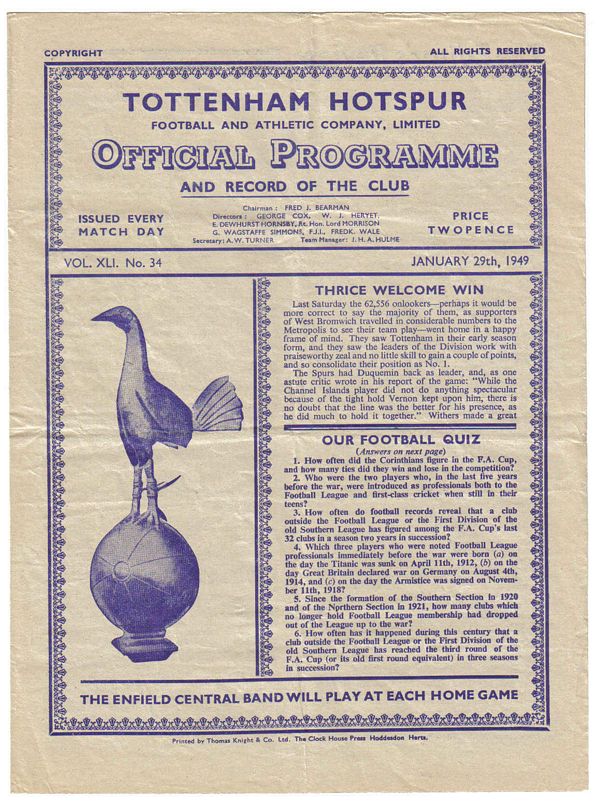 COPYRIGHT
ALL RIGHTS RESERVED
TOTTENHAM HOTSPUR
FOOTBALL AND ATHLETIC COMPANY, LIMITED
OFFICIAL PROGRAMME
AND RECORD OF THE CLUB
ISSUED EVERY
MATCH DAY
Chairman : FRED J. BEARMAN
Directors : GEORGE COX, W. J. HERYET,
E. DEWHURST HORNSBY, Rt. Hon. Lord MORRISON
G. WAGSTAFFE SIMMONS, F.J.I., FREDK. WALE
Secretary: A. W. TURNER Team Manager: J. H. A. HULME
PRICE
TWOPENCE
VOL. XLI. No. 34
JANUARY 29th, 1949
THRICE WELCOME WIN
Last Saturday the 62,556 onlookers—perhaps it would be
more correct to say the majority of them, as supporters
of West Bromwich travelled in considerable numbers to the
Metropolis to see their team play—went home in a happy
frame of mind. They saw Tottenham in their early season
form, and they saw the leaders of the Division work with
praiseworthy zeal and no little skill to gain a couple of points,
and so consolidate their position as No. 1.
The Spurs had Duquemin back as leader, and, as one
astute critic wrote in his report of the game: "While the
Channel Islands player did not do anything spectacular
because of the tight hold Vernon kept upon him, there is
no doubt that the line was the better for his presence, as
he did much to hold it together." Withers made a great
OUR FOOTBALL QUIZ
(Answers on next page)
1. How often did the Corinthians figure in the F.A. Cup,
and how many ties did they win and lose in the competition?
2. Who were the two players who, in the last five years
before the war, were introduced as professionals both to the
Football League and first-class cricket when still in their
teens?
3. How often do football records reveal that a club
outside the Football League or the First Division of the
old Southern League has figured among the F.A. Cup's last
32 clubs in a season two years in succession?
4. Which three players who were noted Football League
professionals immediately before the war were born (a) on
the day the Titanic was sunk on April 11th, 1912, (b) on the
day Great Britain declared war on Germany on August 4th,
1914, and (c) on the day the Armistice was signed on Novem-
ber 11th, 1918?
5. Since the formation of the Southern Section in 1920
and of the Northern Section in 1921, how many clubs which
no longer hold Football League membership had dropped
out of the League up to the war?
6. How often has it happened during this century that a
club outside the Football League or the First Division of the
old Southern League has reached the third round of the
F.A. Cup (or its old first round equivalent) in three seasons
in succession?
THE ENFIELD CENTRAL BAND WILL PLAY AT EACH HOME GAME
Printed by Thomas Knight & Co. Ltd. The Clock House Press Hoddesdon Herts.